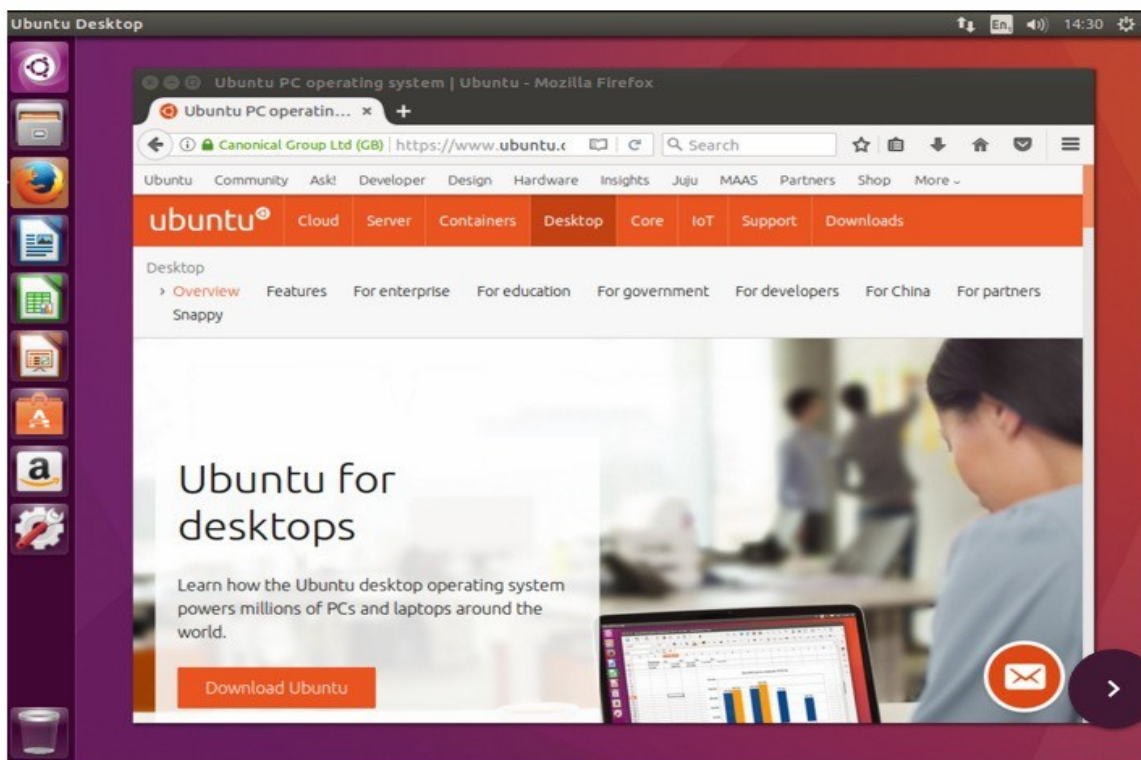 Ubuntu Desktop
En 14:30
Ubuntu PC operating system | Ubuntu - Mozilla Firefox
Ubuntu PC operatin... × +
Canonical Group Ltd (GB) https://www.ubuntu.c Search
Ubuntu Community Ask! Developer Design Hardware Insights Juju MAAS Partners Shop More
ubuntu Cloud Server Containers Desktop Core IoT Support Downloads
Desktop
› Overview Features For enterprise For education For government For developers For China For partners
Snappy
Ubuntu for
desktops
Learn how the Ubuntu desktop operating system
powers millions of PCs and laptops around the
world.
Download Ubuntu